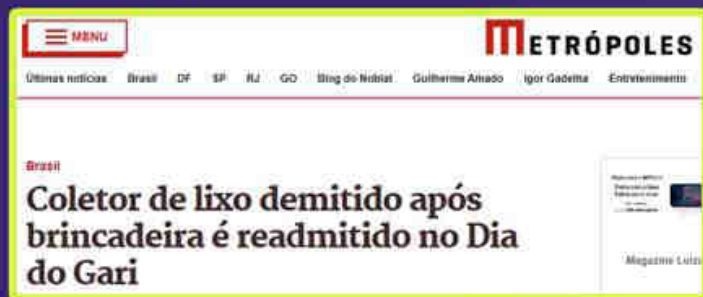 MENU
METRÓPOLES
Últimas notícias Brasil DF SP RJ GO Blog do Noblat Guilherme Amado Igor Gadelha Entretenimento
Brasil
Coletor de lixo demitido após
brincadeira é readmitido no Dia
do Gari
Magazine Luiza